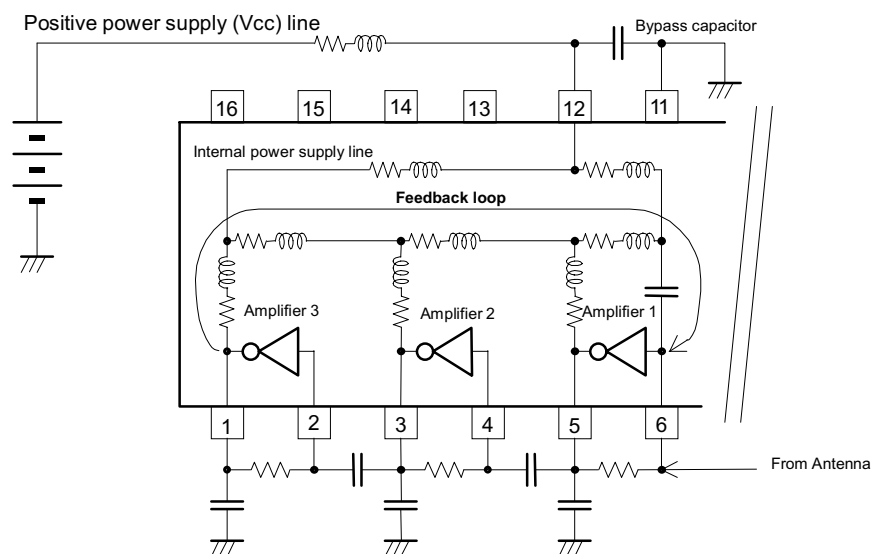 Positive power supply (Vcc) line
Bypass capacitor
16 15 14 13 12 11
Internal power supply line
Feedback loop
Amplifier 3
Amplifier 2
Amplifier 1
1 2 3 4 5 6
From Antenna